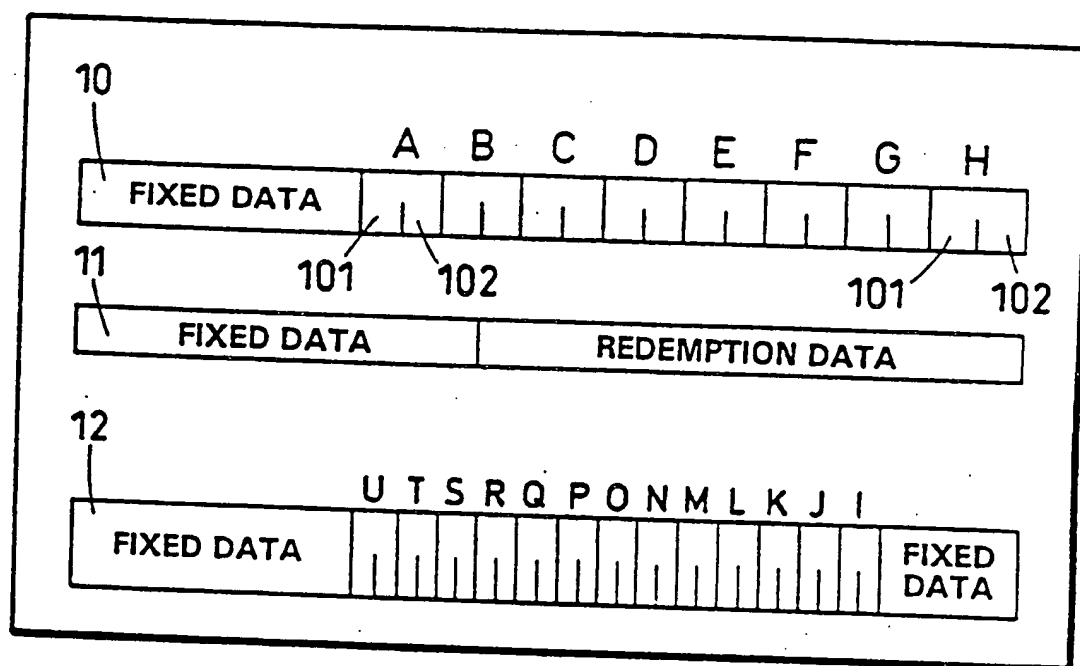 10
A B C D E F G H
FIXED DATA
101 102 101 102
11
FIXED DATA REDEMPTION DATA
12
U T S R Q P O N M L K J I
FIXED DATA FIXED
DATA